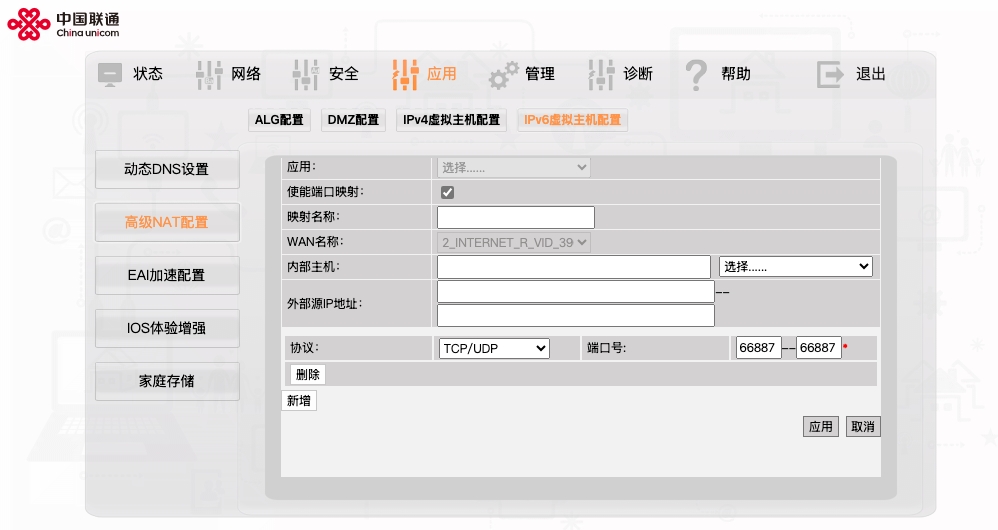 中国联通
China unicom
状态 网络 安全 应用 管理 诊断 帮助 退出
ALG配置 DMZ配置 IPv4虚拟主机配置 IPv6虚拟主机配置
动态DNS设置
高级NAT配置
EAI加速配置
IOS体验增强
家庭存储
应用: 选择......
使能端口映射:
映射名称:
WAN名称: 2_INTERNET_R_VID_39
内部主机: 选择......
外部源IP地址: --
协议: TCP/UDP 端口号: 66887--66887*
删除
新增
应用 取消